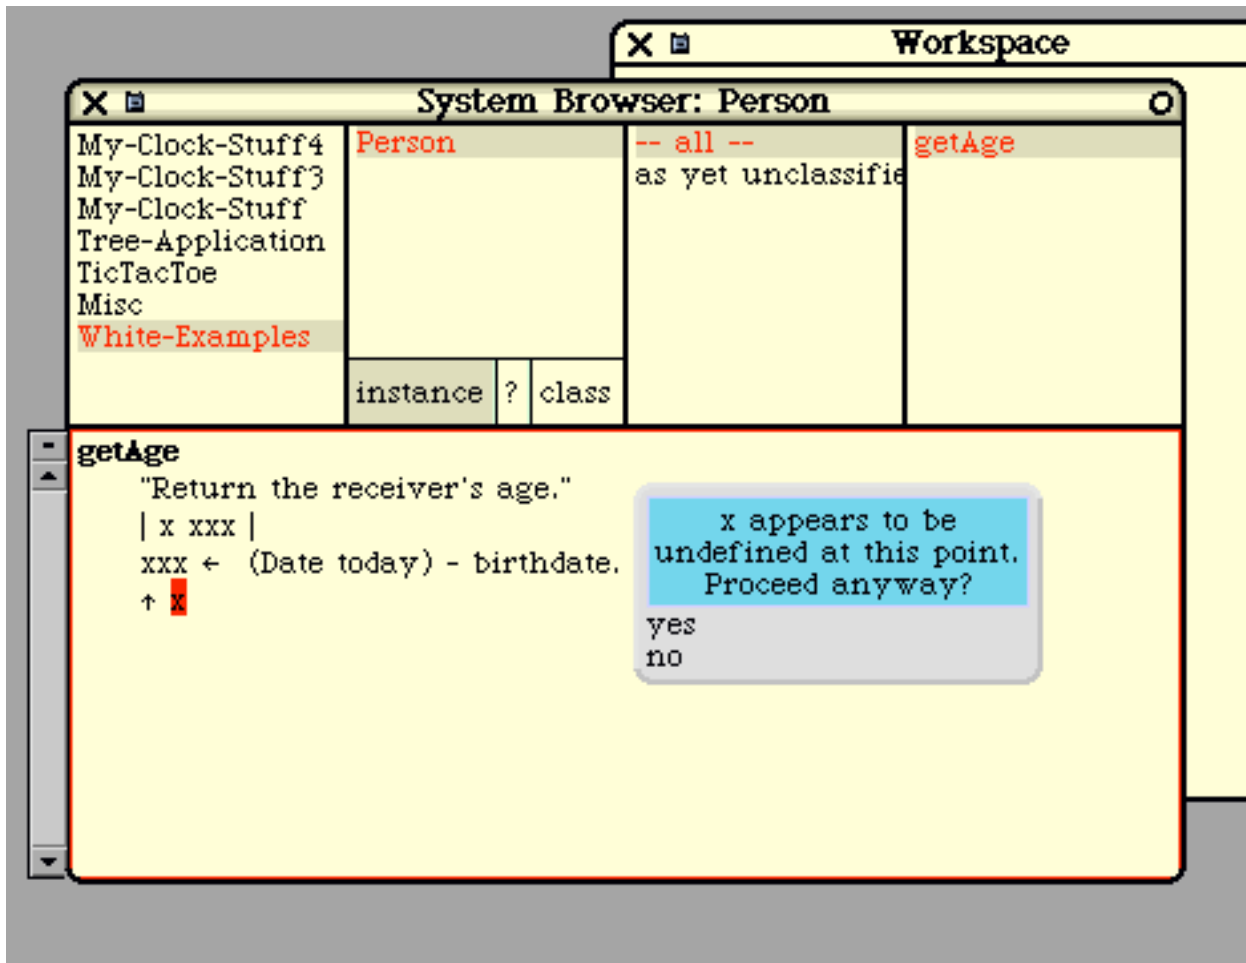 Workspace
System Browser: Person
My-Clock-Stuff4
My-Clock-Stuff3
My-Clock-Stuff
Tree-Application
TicTacToe
Misc
White-Examples
Person
instance ? class
-- all --
as yet unclassifie
getAge
getAge
"Return the receiver's age."
| x xxx |
xxx ← (Date today) - birthdate.
↑ x
x appears to be
undefined at this point.
Proceed anyway?
yes
no